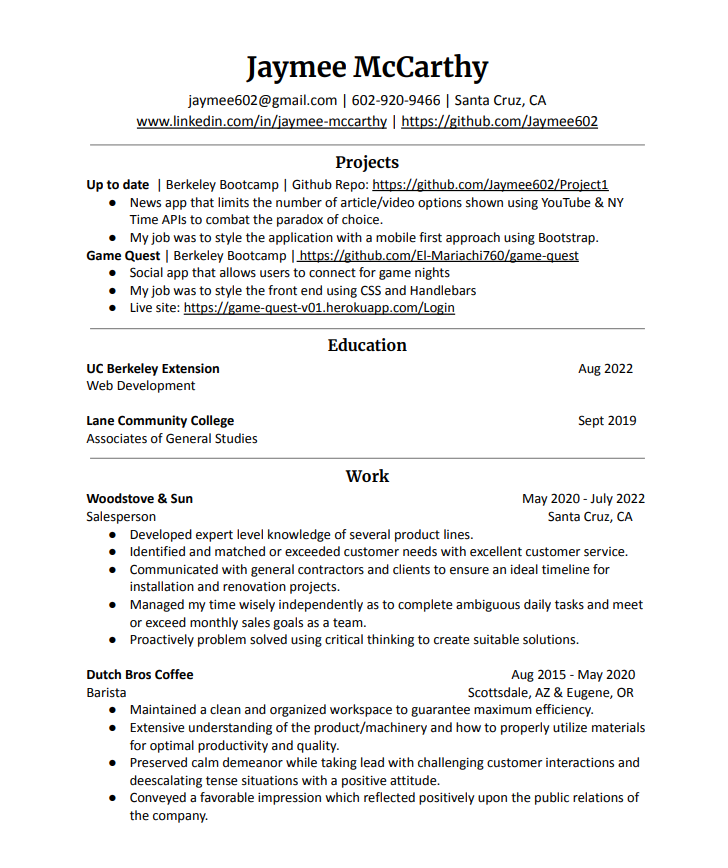 Jaymee McCarthy
jaymee602@gmail.com | 602-920-9466 | Santa Cruz, CA
www.linkedin.com/in/jaymee-mccarthy | https://github.com/Jaymee602
Projects
Up to date | Berkeley Bootcamp | Github Repo: https://github.com/Jaymee602/Project1
● News app that limits the number of article/video options shown using YouTube & NY
Time APIs to combat the paradox of choice.
● My job was to style the application with a mobile first approach using Bootstrap.
Game Quest | Berkeley Bootcamp | https://github.com/El-Mariachi760/game-quest
● Social app that allows users to connect for game nights
● My job was to style the front end using CSS and Handlebars
● Live site: https://game-quest-v01.herokuapp.com/Login
Education
UC Berkeley Extension Aug 2022
Web Development
Lane Community College Sept 2019
Associates of General Studies
Work
Woodstove & Sun May 2020 - July 2022
Salesperson Santa Cruz, CA
● Developed expert level knowledge of several product lines.
● Identified and matched or exceeded customer needs with excellent customer service.
● Communicated with general contractors and clients to ensure an ideal timeline for
installation and renovation projects.
● Managed my time wisely independently as to complete ambiguous daily tasks and meet
or exceed monthly sales goals as a team.
● Proactively problem solved using critical thinking to create suitable solutions.
Dutch Bros Coffee Aug 2015 - May 2020
Barista Scottsdale, AZ & Eugene, OR
● Maintained a clean and organized workspace to guarantee maximum efficiency.
● Extensive understanding of the product/machinery and how to properly utilize materials
for optimal productivity and quality.
● Preserved calm demeanor while taking lead with challenging customer interactions and
deescalating tense situations with a positive attitude.
● Conveyed a favorable impression which reflected positively upon the public relations of
the company.